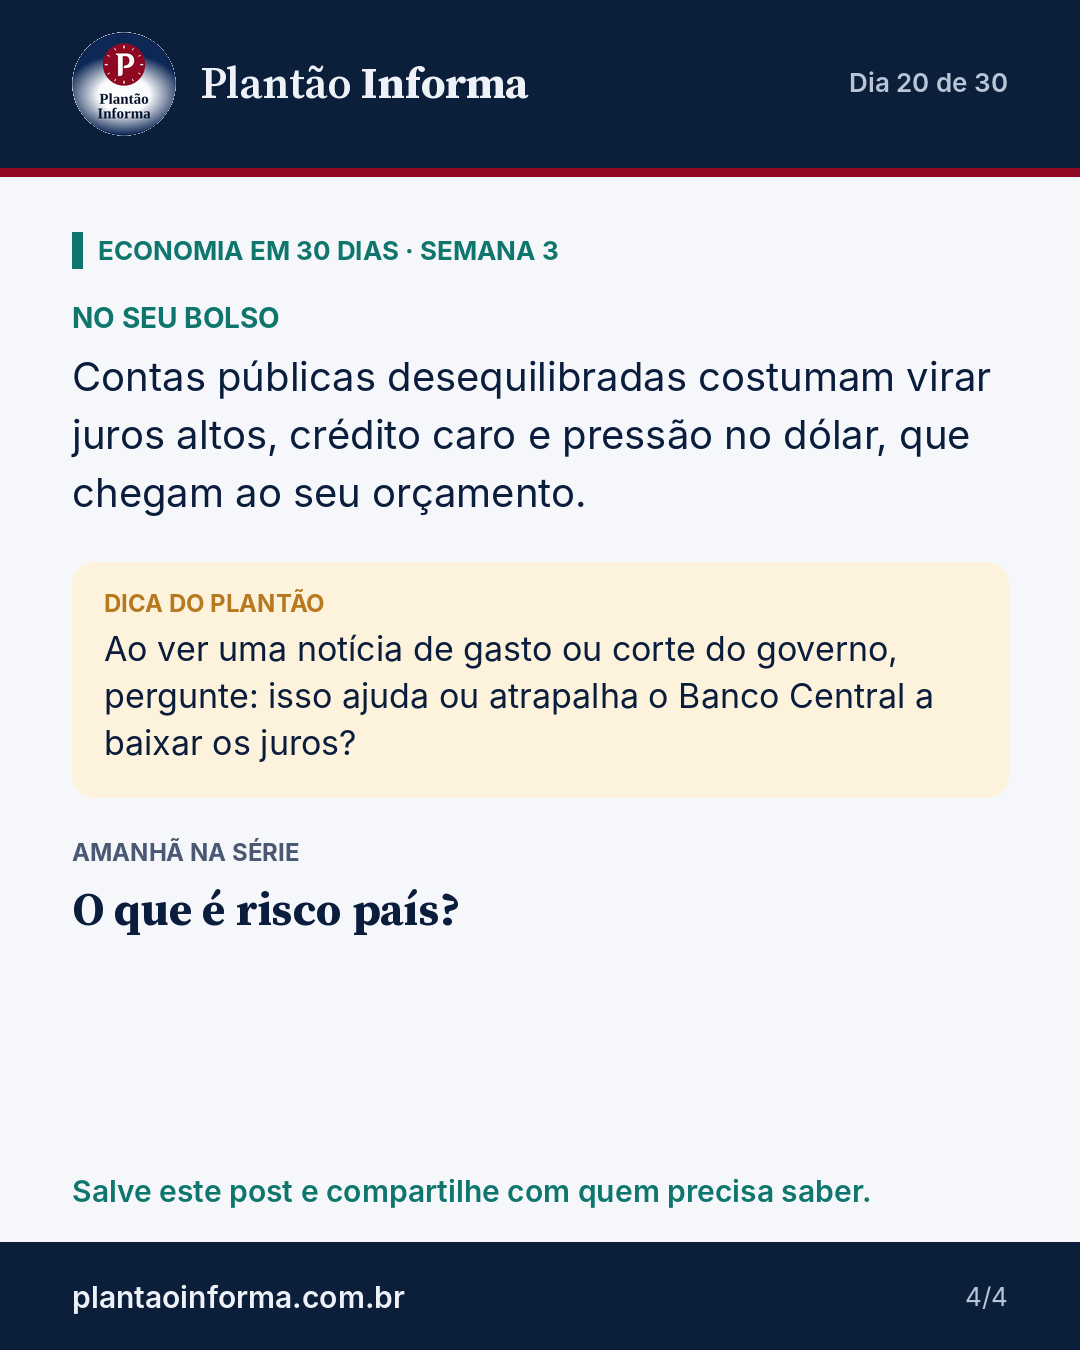 P
Plantão
Informa
Plantão Informa
Dia 20 de 30
ECONOMIA EM 30 DIAS · SEMANA 3
NO SEU BOLSO
Contas públicas desequilibradas costumam virar
juros altos, crédito caro e pressão no dólar, que
chegam ao seu orçamento.
DICA DO PLANTÃO
Ao ver uma notícia de gasto ou corte do governo,
pergunte: isso ajuda ou atrapalha o Banco Central a
baixar os juros?
AMANHÃ NA SÉRIE
O que é risco país?
Salve este post e compartilhe com quem precisa saber.
plantaoinforma.com.br
4/4